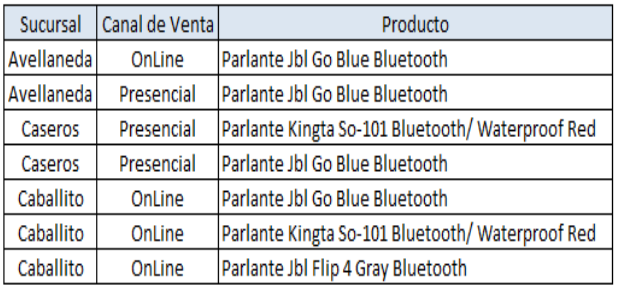 Sucursal Canal de Venta Producto
Avellaneda OnLine Parlante Jbl Go Blue Bluetooth
Avellaneda Presencial Parlante Jbl Go Blue Bluetooth
Caseros Presencial Parlante Kingta So-101 Bluetooth/ Waterproof Red
Caseros Presencial Parlante Jbl Go Blue Bluetooth
Caballito OnLine Parlante Jbl Go Blue Bluetooth
Caballito OnLine Parlante Kingta So-101 Bluetooth/ Waterproof Red
Caballito OnLine Parlante Jbl Flip 4 Gray Bluetooth